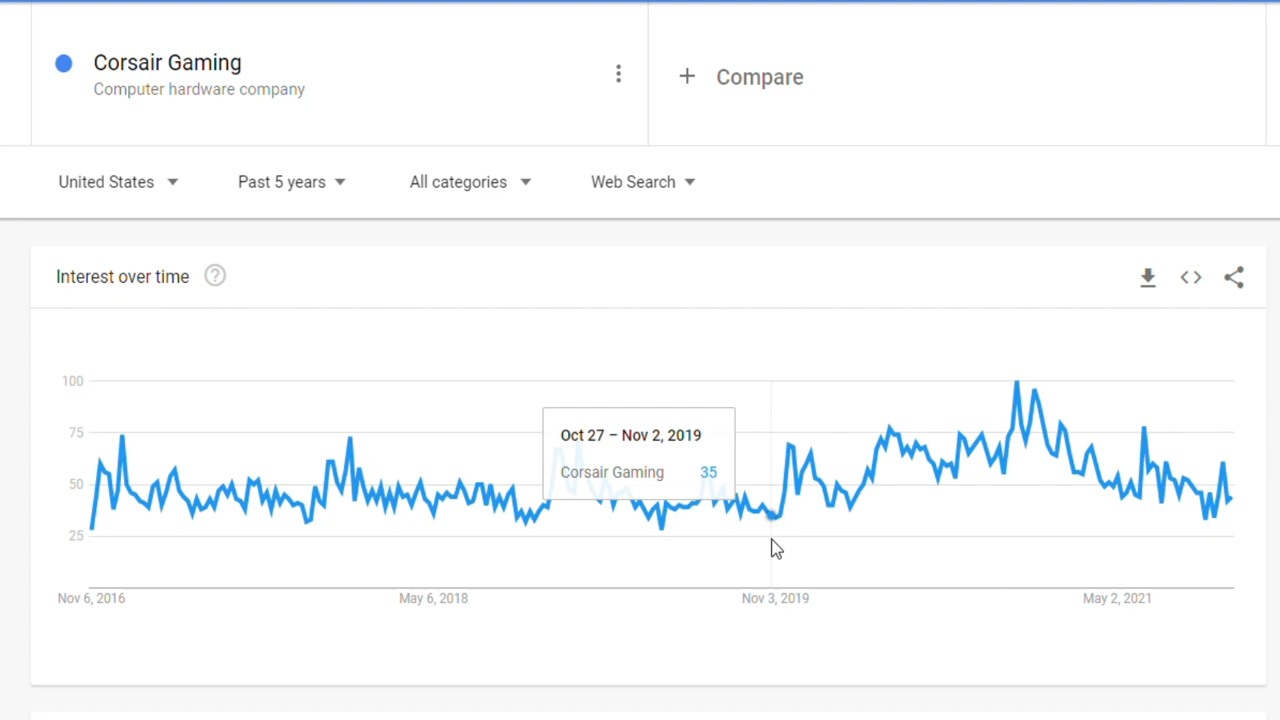 Corsair Gaming
Computer hardware company
+ Compare
United States
Past 5 years
All categories
Web Search
Interest over time ?
100
75
50
25
Oct 27 – Nov 2, 2019
Corsair Gaming 35
Nov 6, 2016
May 6, 2018
Nov 3, 2019
May 2, 2021